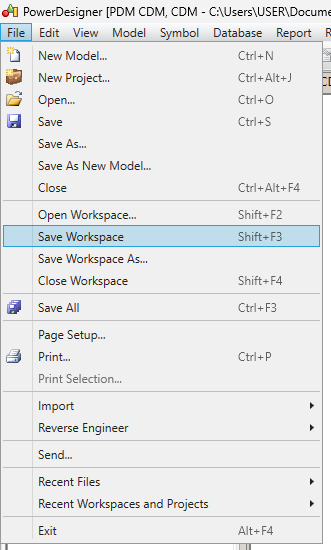 PowerDesigner [PDM CDM, CDM - C:\Users\USER\Docume
File Edit View Model Symbol Database Report R
New Model... Ctrl+N
New Project... Ctrl+Alt+J
Open... Ctrl+O
Save Ctrl+S
Save As...
Save As New Model...
Close Ctrl+Alt+F4
Open Workspace... Shift+F2
Save Workspace Shift+F3
Save Workspace As...
Close Workspace Shift+F4
Save All Ctrl+F3
Page Setup...
Print... Ctrl+P
Print Selection...
Import
Reverse Engineer
Send...
Recent Files
Recent Workspaces and Projects
Exit Alt+F4